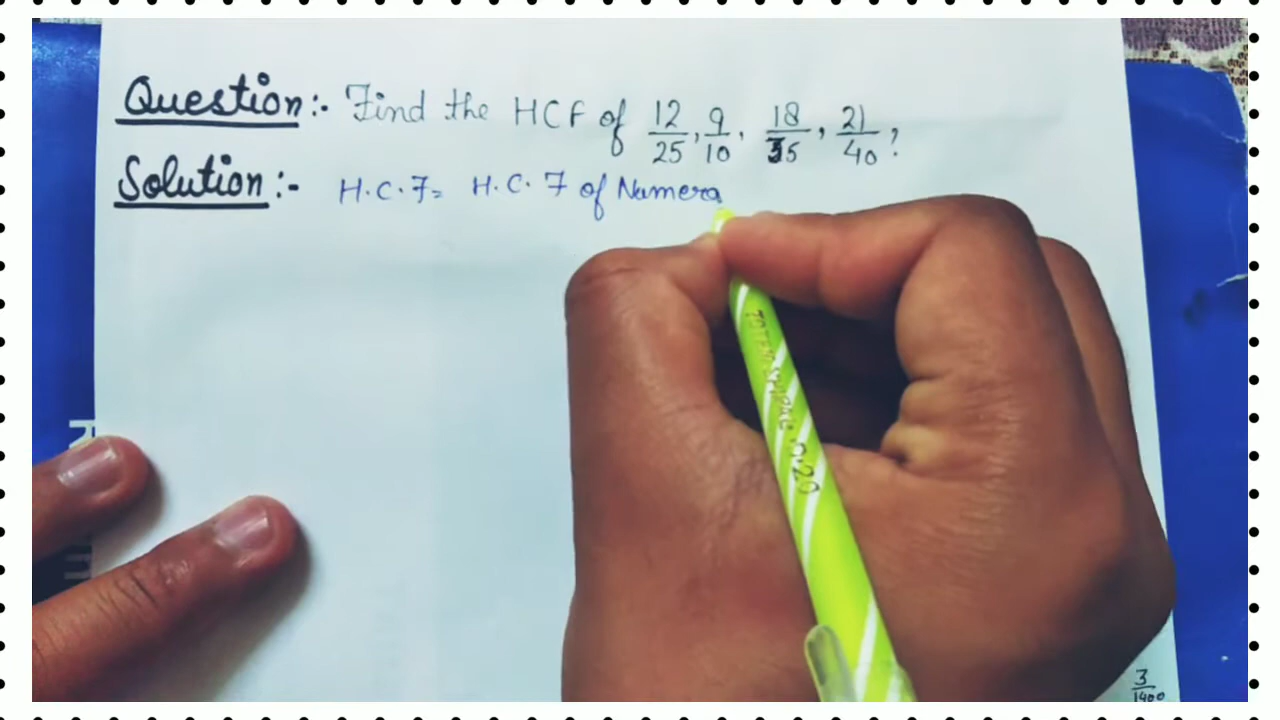 Question:- Find the HCF of 12/25, 9/10, 18/35, 21/40?
Solution:- H.C.F= H.C.F of Numera
3/1400